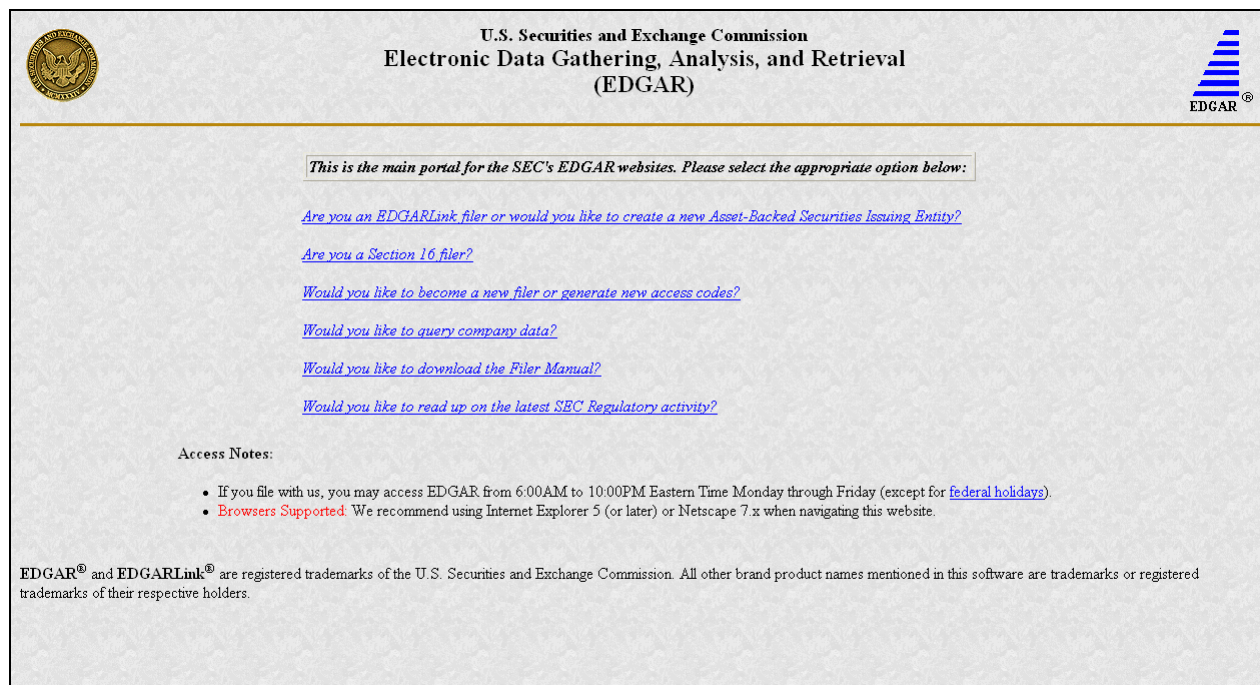 U.S. Securities and Exchange Commission
Electronic Data Gathering, Analysis, and Retrieval
(EDGAR)
EDGAR ®
This is the main portal for the SEC's EDGAR websites. Please select the appropriate option below:
Are you an EDGARLink filer or would you like to create a new Asset-Backed Securities Issuing Entity?
Are you a Section 16 filer?
Would you like to become a new filer or generate new access codes?
Would you like to query company data?
Would you like to download the Filer Manual?
Would you like to read up on the latest SEC Regulatory activity?
Access Notes:
• If you file with us, you may access EDGAR from 6:00AM to 10:00PM Eastern Time Monday through Friday (except for federal holidays).
• Browsers Supported: We recommend using Internet Explorer 5 (or later) or Netscape 7.x when navigating this website.
EDGAR® and EDGARLink® are registered trademarks of the U.S. Securities and Exchange Commission. All other brand product names mentioned in this software are trademarks or registered
trademarks of their respective holders.